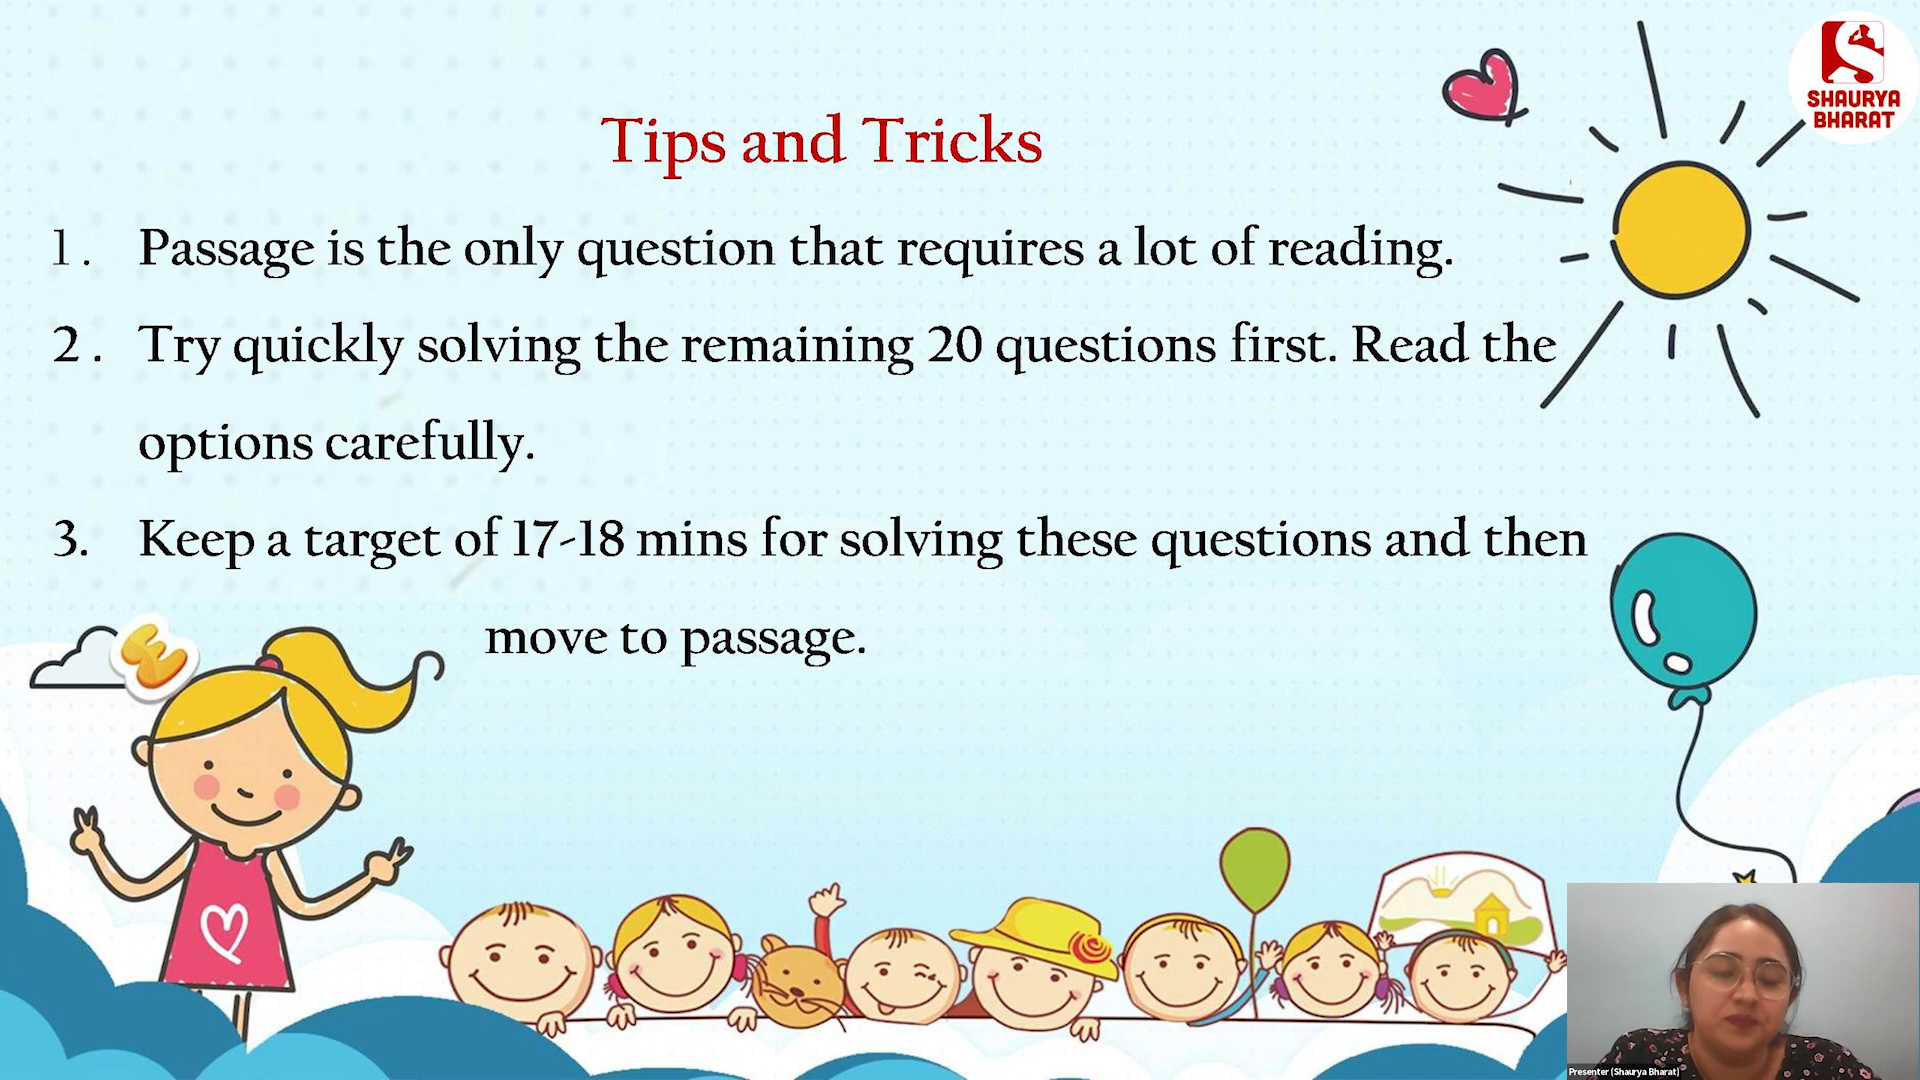 SHAURYA
BHARAT
Tips and Tricks
1. Passage is the only question that requires a lot of reading.
2. Try quickly solving the remaining 20 questions first. Read the
options carefully.
3. Keep a target of 17-18 mins for solving these questions and then
move to passage.
E
Presenter (Shaurya Bharat)